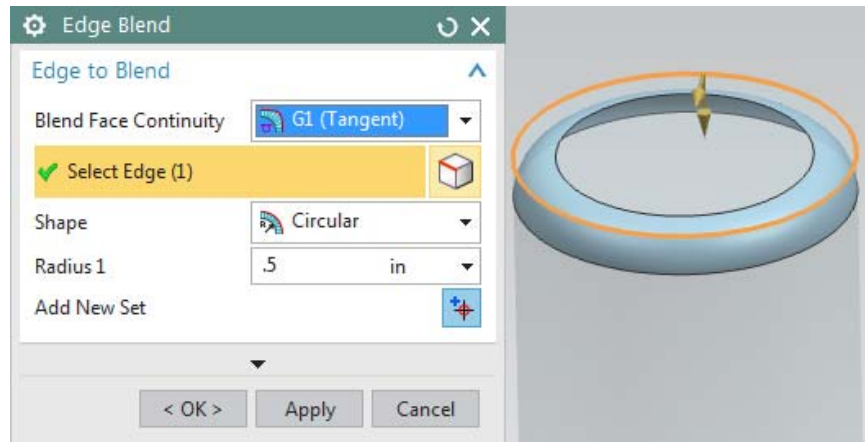 Edge Blend
Edge to Blend
Blend Face Continuity G1 (Tangent)
Select Edge (1)
Shape Circular
Radius 1 .5 in
Add New Set
< OK > Apply Cancel